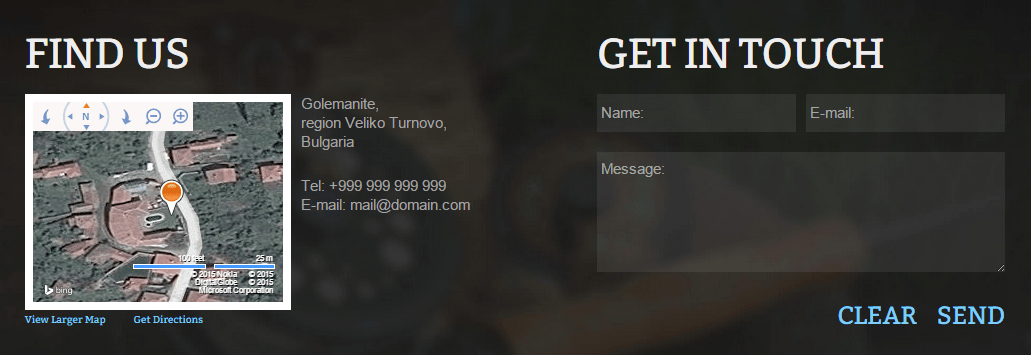 FIND US
N
100 feet 25 m
© 2015 Nokia © 2015
DigitalGlobe © 2015
Microsoft Corporation
bing
View Larger Map Get Directions
Golemanite,
region Veliko Turnovo,
Bulgaria
Tel: +999 999 999 999
E-mail: mail@domain.com
GET IN TOUCH
Name: E-mail:
Message:
CLEAR SEND